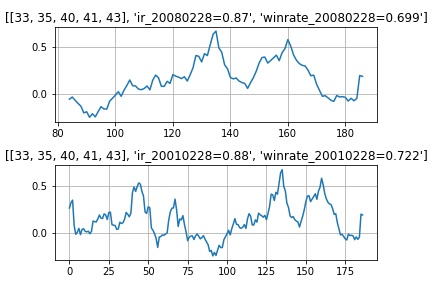 [[33, 35, 40, 41, 43], 'ir_20080228=0.87', 'winrate_20080228=0.699']
0.5
0.0
80 100 120 140 160 180
[[33, 35, 40, 41, 43], 'ir_20010228=0.88', 'winrate_20010228=0.722']
0.5
0.0
0 25 50 75 100 125 150 175